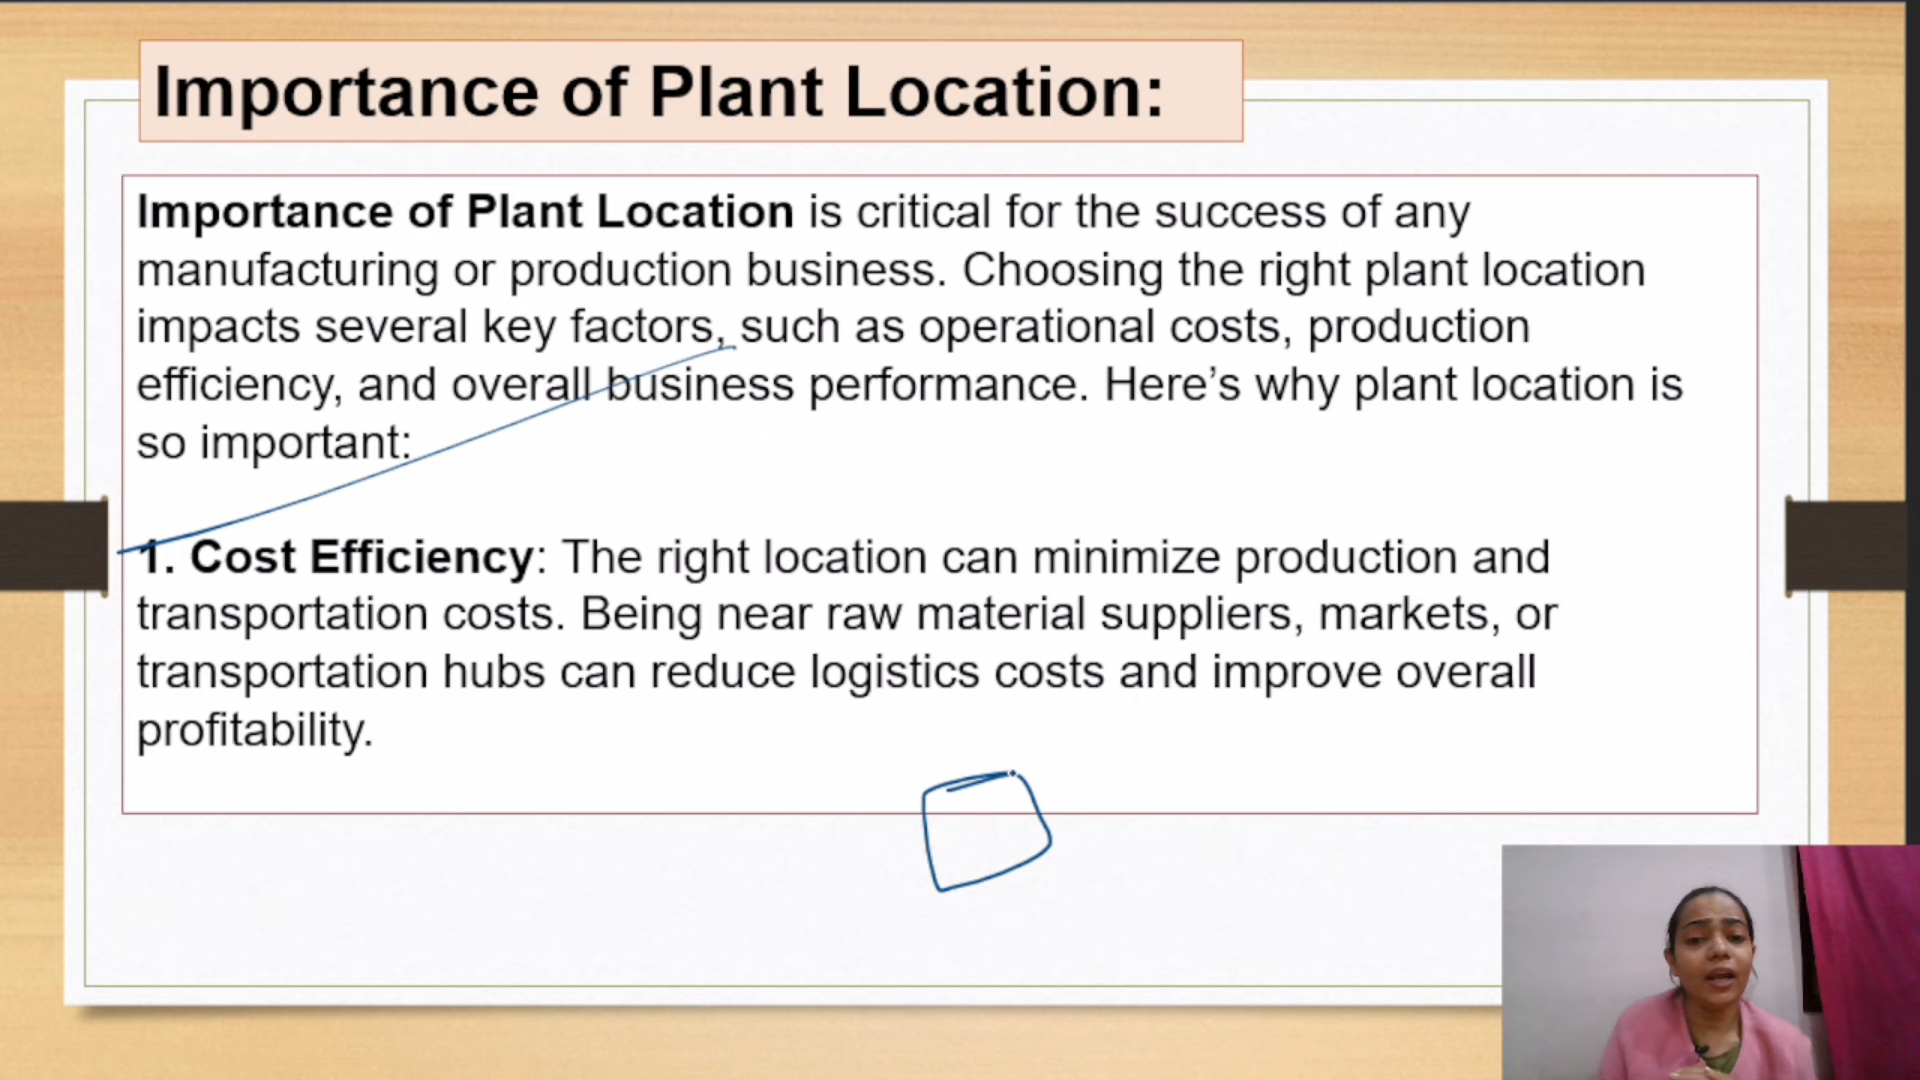 Importance of Plant Location:
Importance of Plant Location is critical for the success of any
manufacturing or production business. Choosing the right plant location
impacts several key factors, such as operational costs, production
efficiency, and overall business performance. Here’s why plant location is
so important:
1. Cost Efficiency: The right location can minimize production and
transportation costs. Being near raw material suppliers, markets, or
transportation hubs can reduce logistics costs and improve overall
profitability.